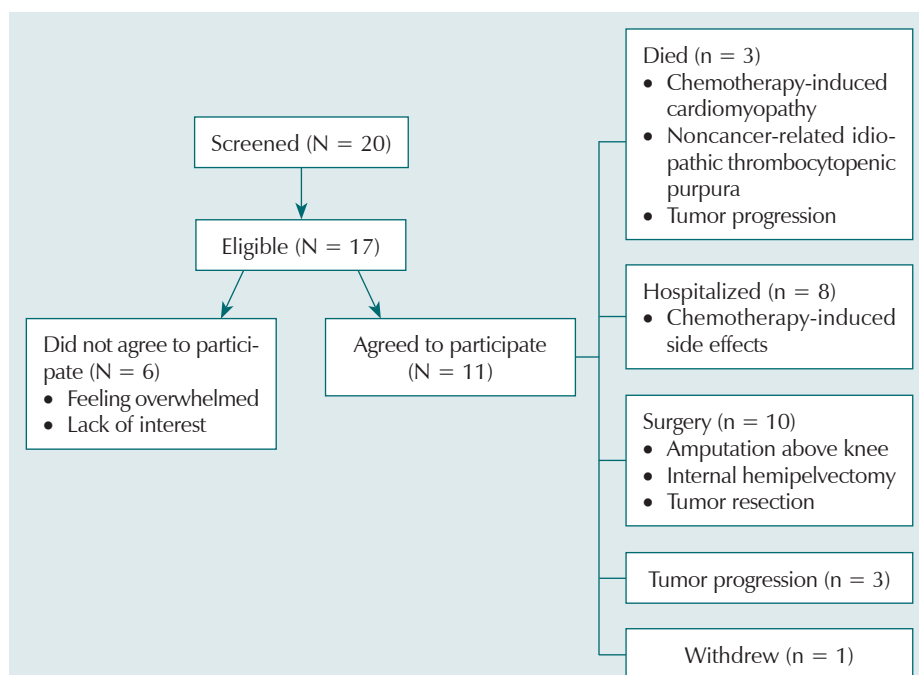 Screened (N = 20)
Eligible (N = 17)
Did not agree to partici-
pate (N = 6)
• Feeling overwhelmed
• Lack of interest
Agreed to participate
(N = 11)
Died (n = 3)
• Chemotherapy-induced
cardiomyopathy
• Noncancer-related idio-
pathic thrombocytopenic
purpura
• Tumor progression
Hospitalized (n = 8)
• Chemotherapy-induced
side effects
Surgery (n = 10)
• Amputation above knee
• Internal hemipelvectomy
• Tumor resection
Tumor progression (n = 3)
Withdrew (n = 1)